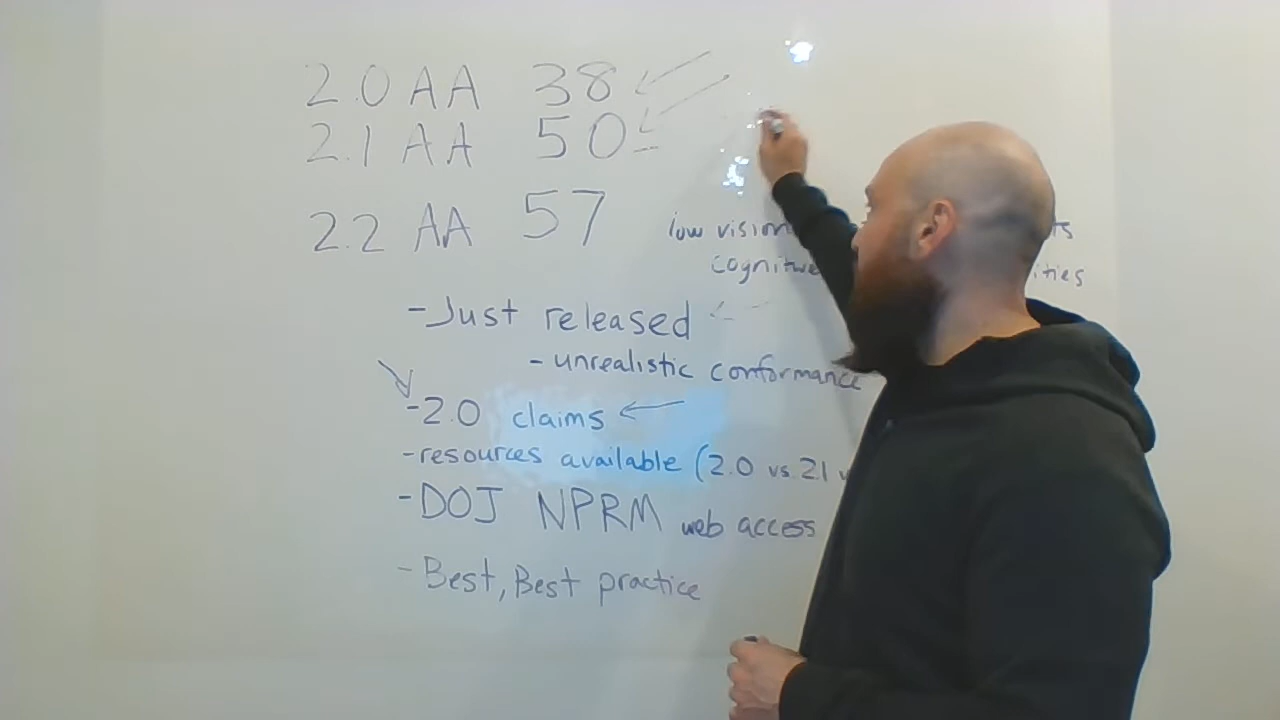 2.0 AA 38
2.1 AA 50
2.2 AA 57
low vision
cognitive
- Just released
- unrealistic conformance
- 2.0 claims
- resources available (2.0 vs. 2.1
- DOJ NPRM web access
- Best, Best practice